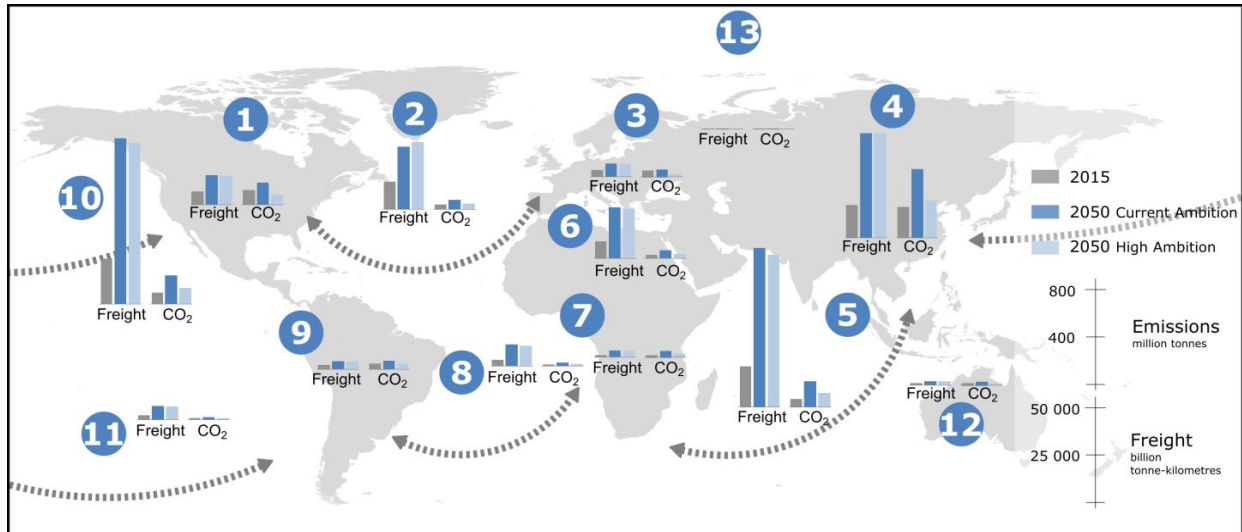 13
1
2
3
4
Freight CO₂
2015
10
Freight CO₂
Freight CO₂
Freight CO₂
6
2050 Current Ambition
Freight CO₂
2050 High Ambition
Freight CO₂
800
Freight CO₂
9
7
5
Emissions
million tonnes
400
8
Freight CO₂
Freight CO₂
Freight CO₂
Freight CO₂
Freight CO₂
50 000
11
Freight CO₂
12
Freight
billion
tonne-kilometres
25 000